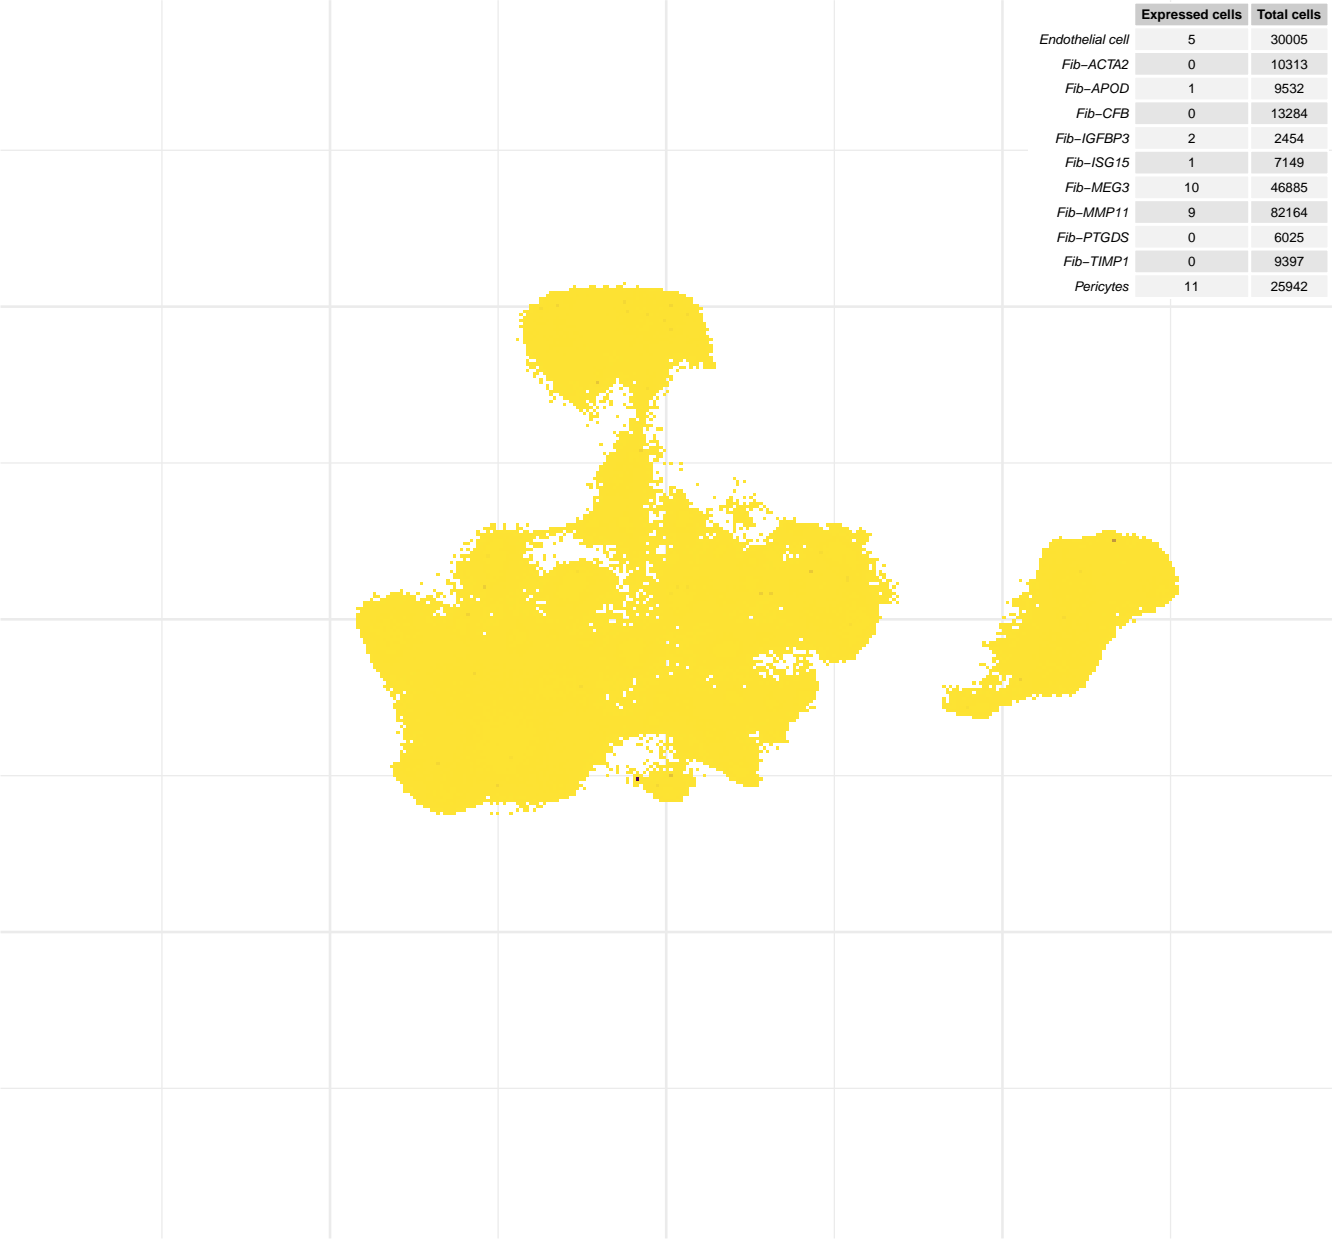 Expressed cells Total cells
Endothelial cell 5 30005
Fib−ACTA2 0 10313
Fib−APOD 1 9532
Fib−CFB 0 13284
Fib−IGFBP3 2 2454
Fib−ISG15 1 7149
Fib−MEG3 10 46885
Fib−MMP11 9 82164
Fib−PTGDS 0 6025
Fib−TIMP1 0 9397
Pericytes 11 25942